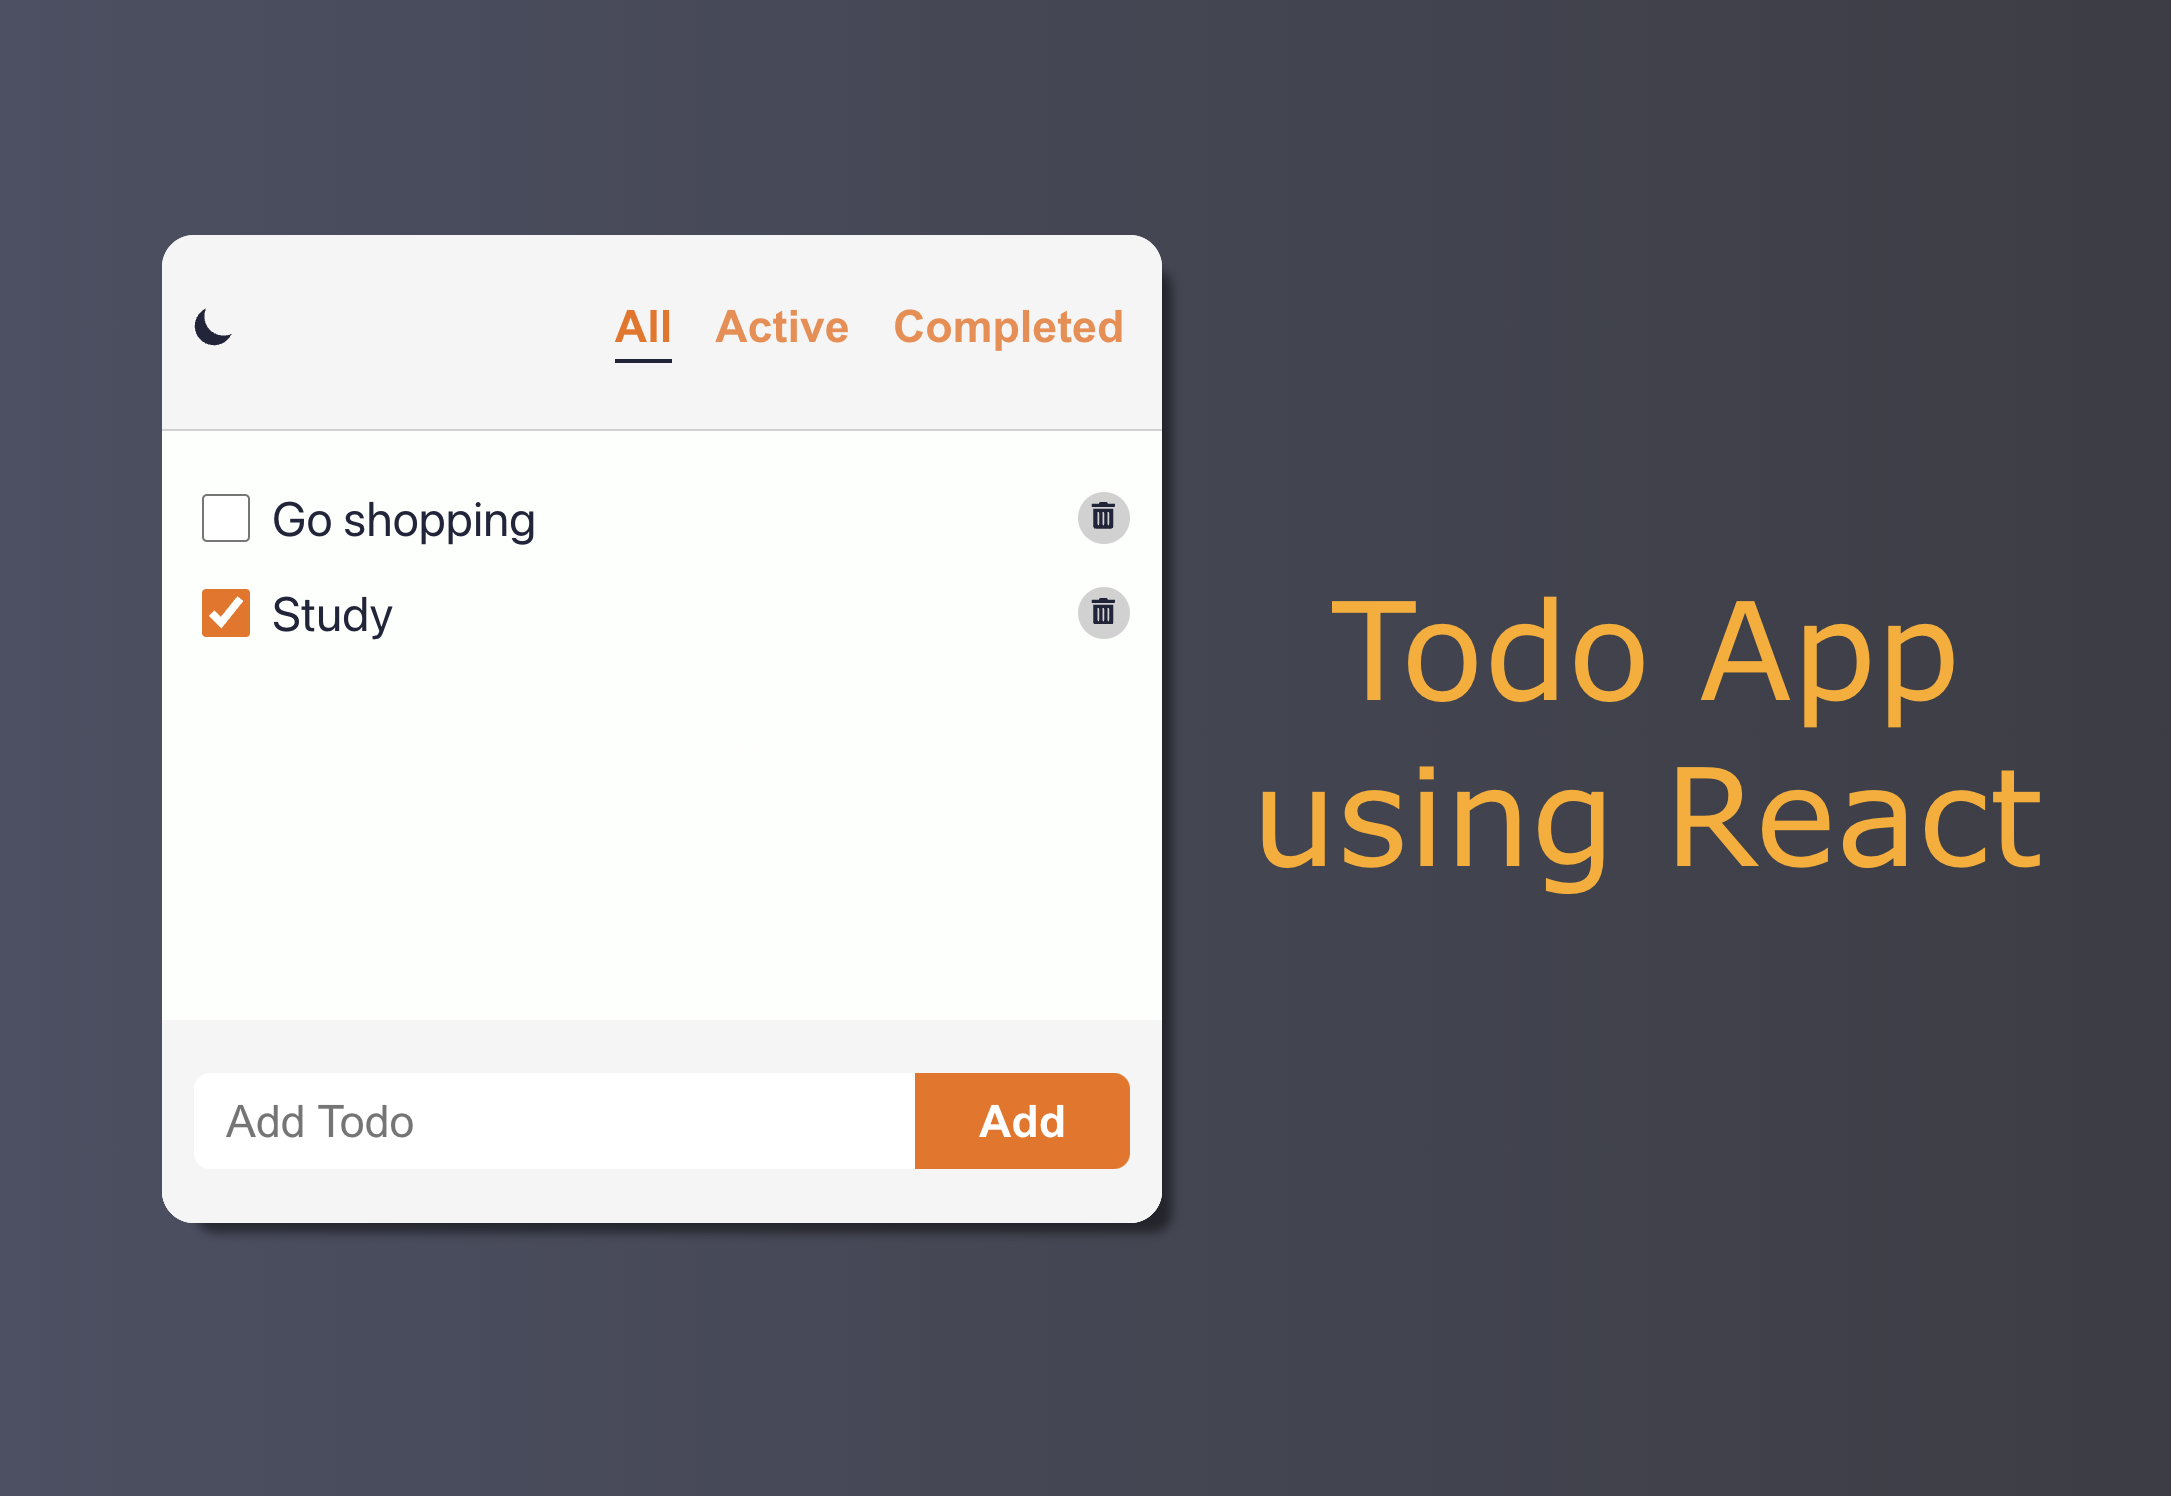 All Active Completed
Go shopping
Study
Add Todo Add
Todo App
using React